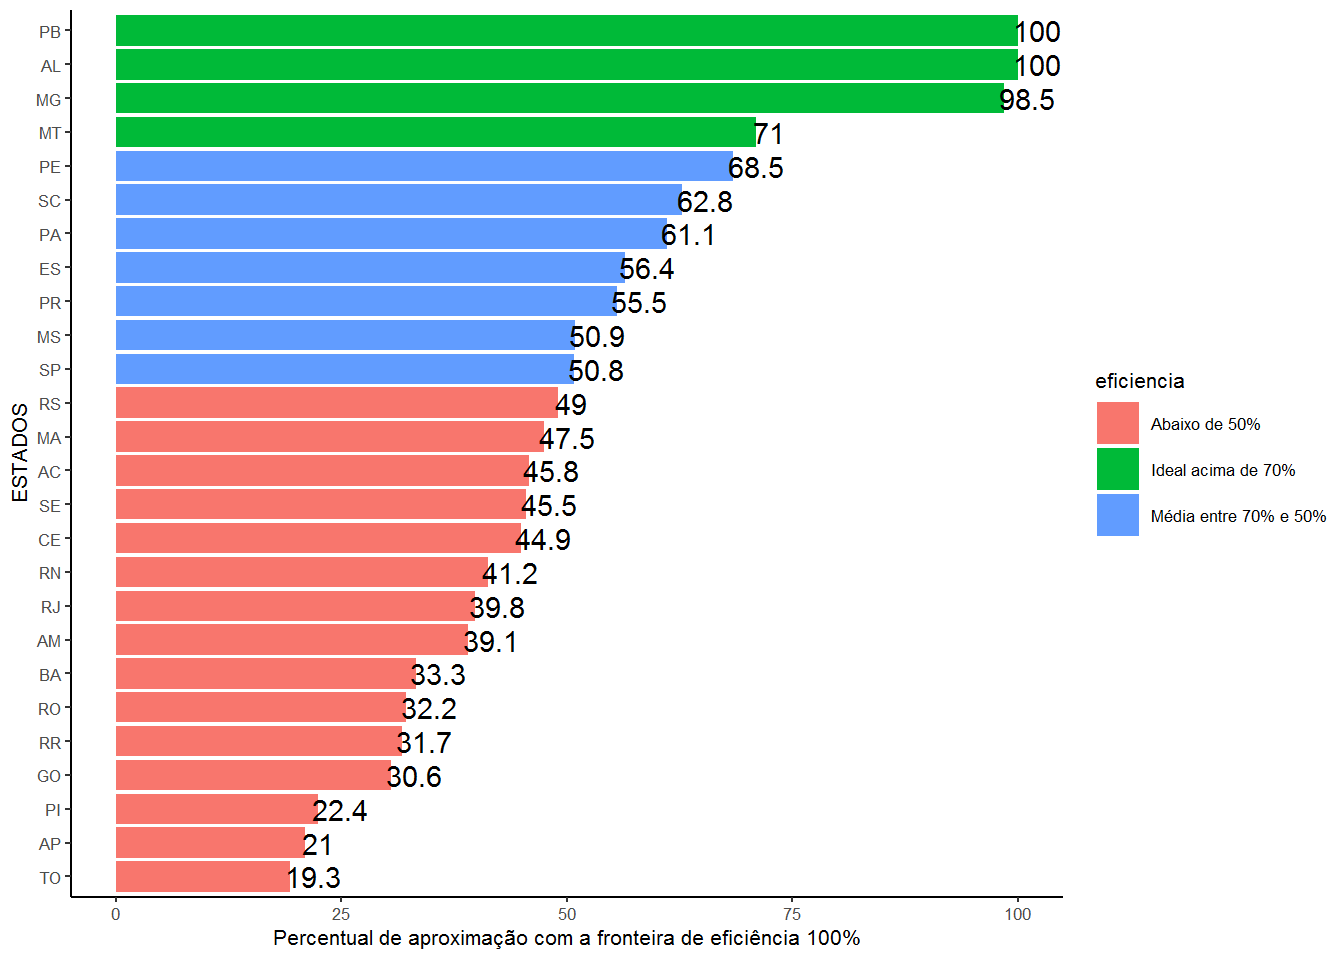 PB 100
AL 100
MG 98.5
MT 71
PE 68.5
SC 62.8
PA 61.1
ES 56.4
PR 55.5
MS 50.9
SP 50.8
RS 49
MA 47.5
AC 45.8
SE 45.5
CE 44.9
RN 41.2
RJ 39.8
AM 39.1
BA 33.3
RO 32.2
RR 31.7
GO 30.6
PI 22.4
AP 21
TO 19.3
ESTADOS
0 25 50 75 100
Percentual de aproximação com a fronteira de eficiência 100%
eficiencia
Abaixo de 50%
Ideal acima de 70%
Média entre 70% e 50%